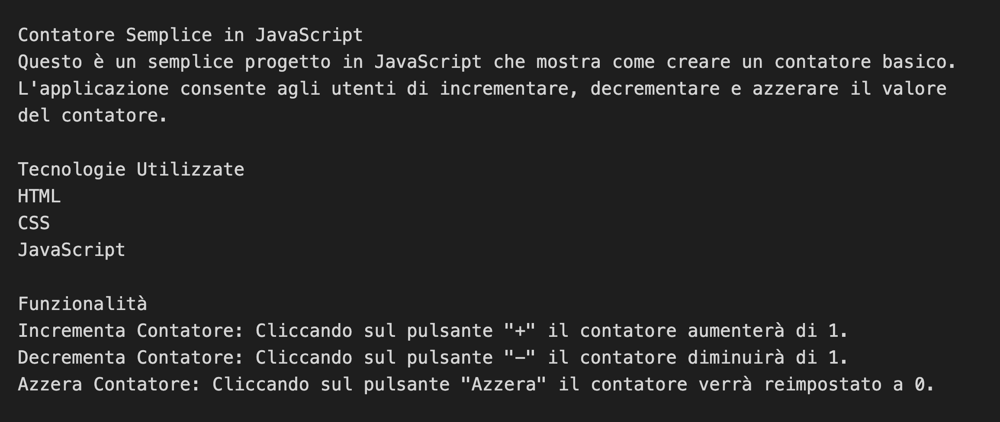 Contatore Semplice in JavaScript
Questo è un semplice progetto in JavaScript che mostra come creare un contatore basico.
L'applicazione consente agli utenti di incrementare, decrementare e azzerare il valore
del contatore.
Tecnologie Utilizzate
HTML
CSS
JavaScript
Funzionalità
Incrementa Contatore: Cliccando sul pulsante "+" il contatore aumenterà di 1.
Decrementa Contatore: Cliccando sul pulsante "–" il contatore diminuirà di 1.
Azzera Contatore: Cliccando sul pulsante "Azzera" il contatore verrà reimpostato a 0.